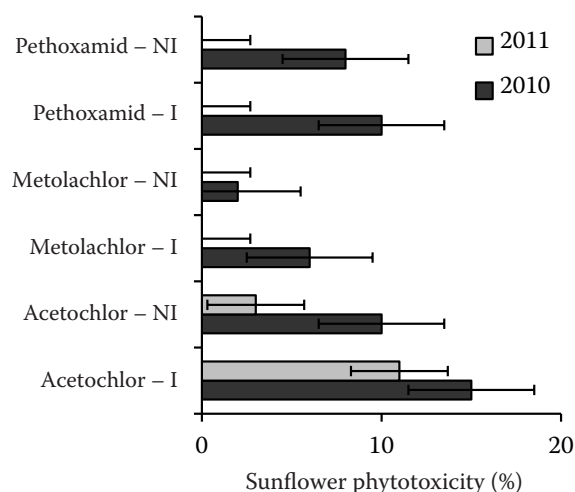 Pethoxamid – NI
Pethoxamid – I
Metolachlor – NI
Metolachlor – I
Acetochlor – NI
Acetochlor – I
2011
2010
0
10
20
Sunflower phytotoxicity (%)